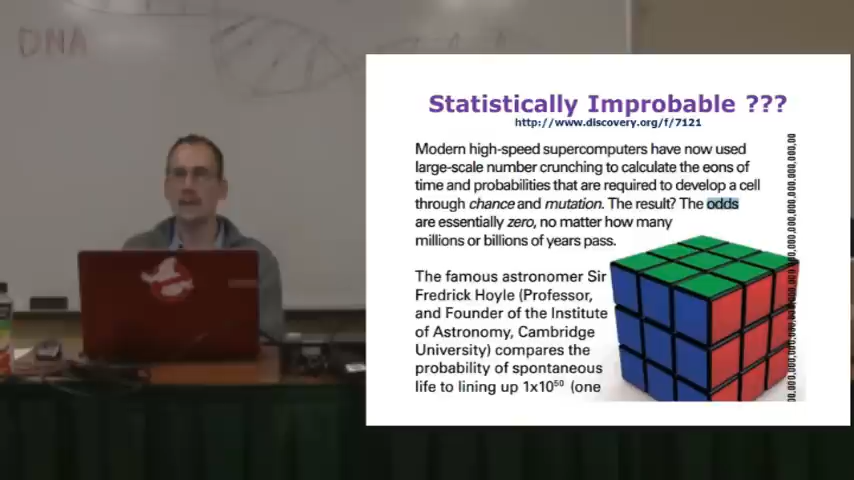 DNA
Statistically Improbable ???
http://www.discovery.org/f/7121
Modern high-speed supercomputers have now used
large-scale number crunching to calculate the eons of
time and probabilities that are required to develop a cell
through chance and mutation. The result? The odds
are essentially zero, no matter how many
millions or billions of years pass.
The famous astronomer Sir
Fredrick Hoyle (Professor,
and Founder of the Institute
of Astronomy, Cambridge
University) compares the
probability of spontaneous
life to lining up 1x10⁵⁰ (one